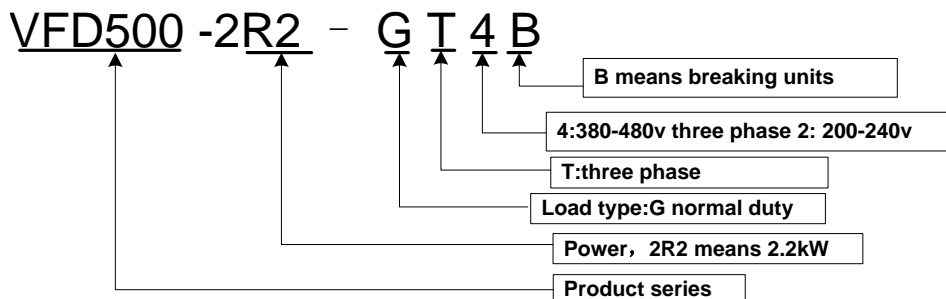 VFD500 -2R2 - G T 4 B
B means breaking units
4:380-480v three phase 2: 200-240v
T:three phase
Load type:G normal duty
Power，2R2 means 2.2kW
Product series